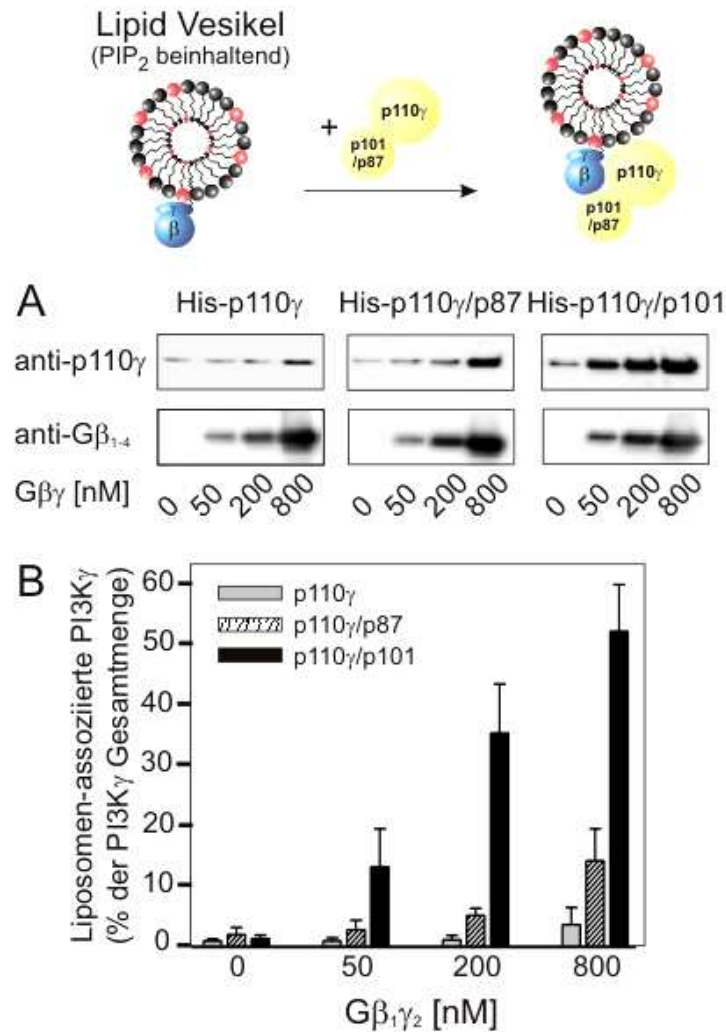 Lipid Vesikel
(PIP₂ beinhaltend)
β
+
p110γ
p101
/p87
β
p110γ
p101
/p87
A
His-p110γ His-p110γ/p87 His-p110γ/p101
anti-p110γ
anti-Gβ₁₋₄
Gβγ [nM] 0 50 200 800 0 50 200 800 0 50 200 800
B
Liposomen-assoziierte PI3Kγ
(% der PI3Kγ Gesamtmenge)
60
50
40
30
20
10
0
p110γ
p110γ/p87
p110γ/p101
0 50 200 800
Gβ₁γ₂ [nM]